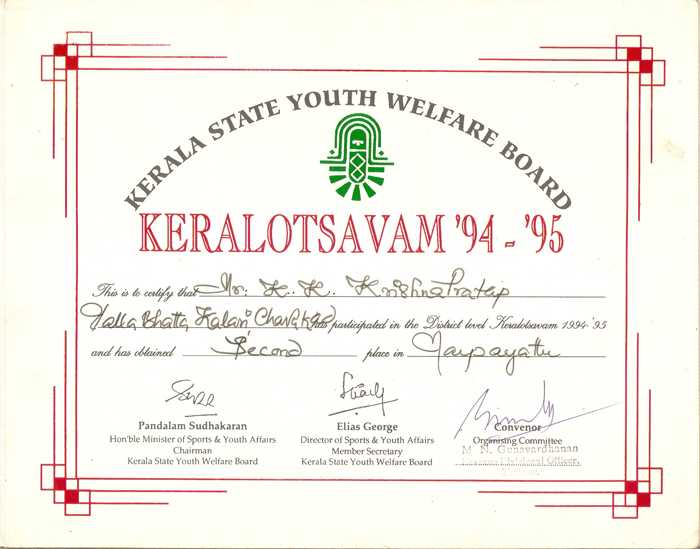 KERALA STATE YOUTH WELFARE BOARD
KERALOTSAVAM '94 - '95
This is to certify that Mr. K. K. KrishnaPratap
Valla Bhatta Kalari Chavakkad has participated in the District level Keralotsavam 1994-'95
and has obtained Second place in
Pandalam Sudhakaran
Hon'ble Minister of Sports & Youth Affairs
Chairman
Kerala State Youth Welfare Board
Elias George
Director of Sports & Youth Affairs
Member Secretary
Kerala State Youth Welfare Board
Convenor
Organising Committee
M. N. Gunavardhanan